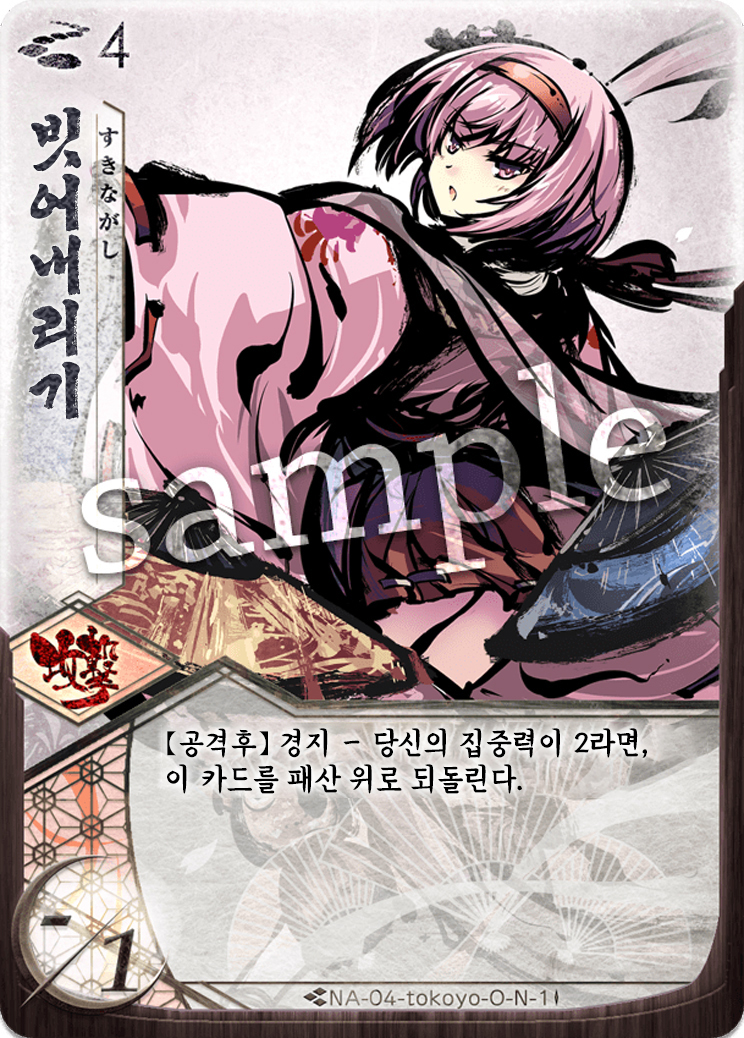 4
빗어내리기
すきながし
sample
攻撃
【공격후】 경지 - 당신의 집중력이 2라면,
이 카드를 패산 위로 되돌린다.
-/1
NA-04-tokoyo-O-N-1